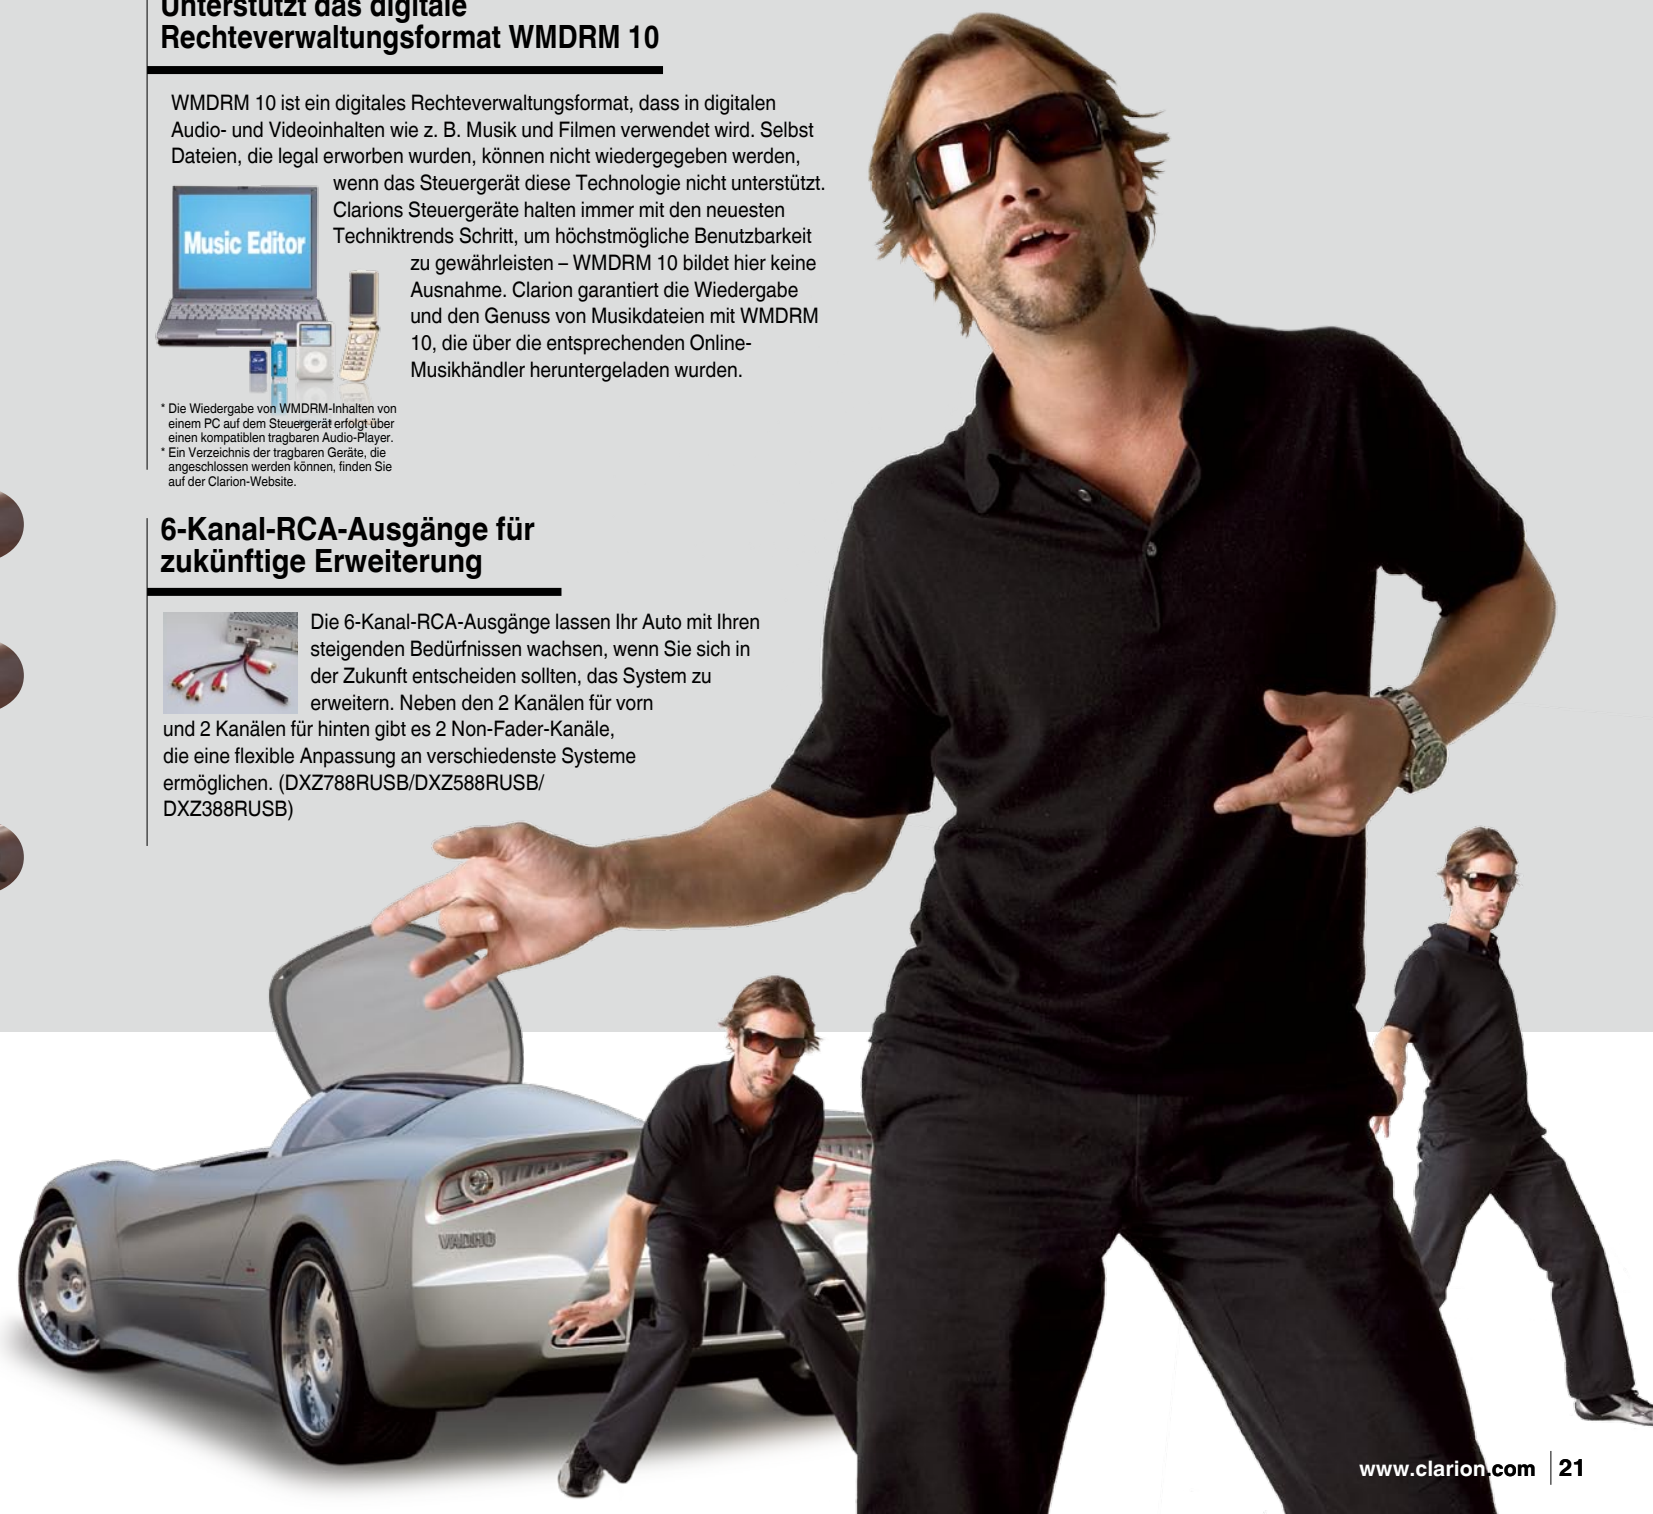 Unterstützt das digitale
Rechteverwaltungsformat WMDRM 10
WMDRM 10 ist ein digitales Rechteverwaltungsformat, dass in digitalen
Audio- und Videoinhalten wie z. B. Musik und Filmen verwendet wird. Selbst
Dateien, die legal erworben wurden, können nicht wiedergegeben werden,
wenn das Steuergerät diese Technologie nicht unterstützt.
Clarions Steuergeräte halten immer mit den neuesten
Techniktrends Schritt, um höchstmögliche Benutzbarkeit
zu gewährleisten – WMDRM 10 bildet hier keine
Ausnahme. Clarion garantiert die Wiedergabe
und den Genuss von Musikdateien mit WMDRM
10, die über die entsprechenden Online-
Musikhändler heruntergeladen wurden.
Music Editor
* Die Wiedergabe von WMDRM-Inhalten von
einem PC auf dem Steuergerät erfolgt über
einen kompatiblen tragbaren Audio-Player.
* Ein Verzeichnis der tragbaren Geräte, die
angeschlossen werden können, finden Sie
auf der Clarion-Website.
6-Kanal-RCA-Ausgänge für
zukünftige Erweiterung
Die 6-Kanal-RCA-Ausgänge lassen Ihr Auto mit Ihren
steigenden Bedürfnissen wachsen, wenn Sie sich in
der Zukunft entscheiden sollten, das System zu
erweitern. Neben den 2 Kanälen für vorn
und 2 Kanälen für hinten gibt es 2 Non-Fader-Kanäle,
die eine flexible Anpassung an verschiedenste Systeme
ermöglichen. (DXZ788RUSB/DXZ588RUSB/
DXZ388RUSB)
www.clarion.com 21